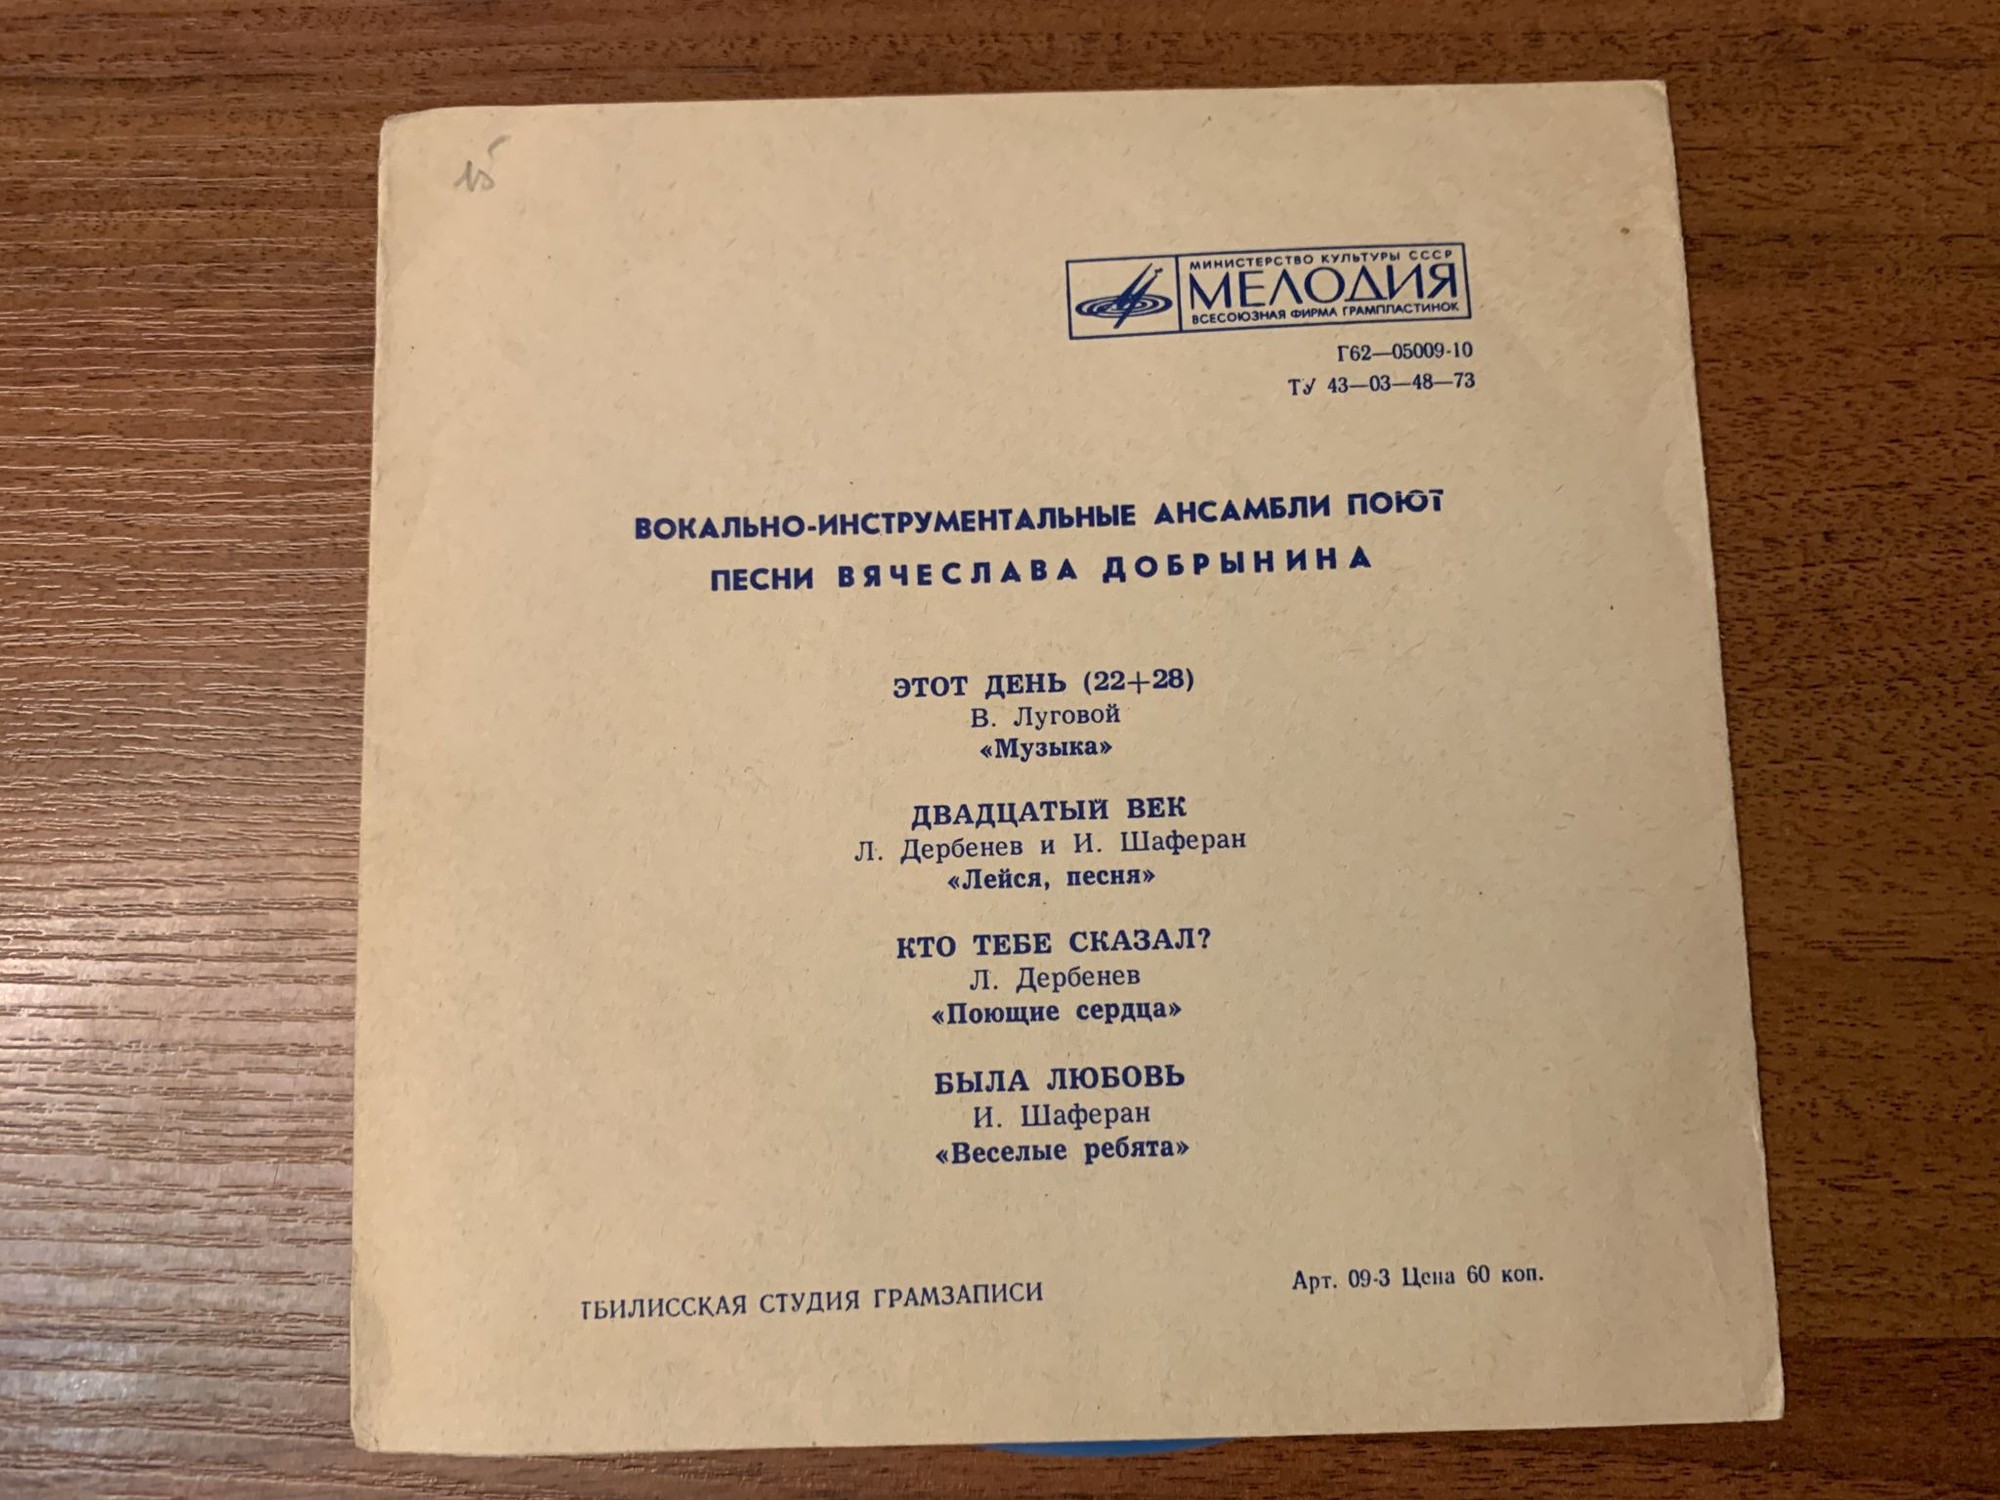 МИНИСТЕРСТВО КУЛЬТУРЫ СССР
МЕЛОДИЯ
ВСЕСОЮЗНАЯ ФИРМА ГРАМПЛАСТИНОК
Г62—05009-10
ТУ 43—03—48—73
ВОКАЛЬНО-ИНСТРУМЕНТАЛЬНЫЕ АНСАМБЛИ ПОЮТ
ПЕСНИ ВЯЧЕСЛАВА ДОБРЫНИНА
ЭТОТ ДЕНЬ (22+28)
В. Луговой
«Музыка»
ДВАДЦАТЫЙ ВЕК
Л. Дербенев и И. Шаферан
«Лейся, песня»
КТО ТЕБЕ СКАЗАЛ?
Л. Дербенев
«Поющие сердца»
БЫЛА ЛЮБОВЬ
И. Шаферан
«Веселые ребята»
ТБИЛИССКАЯ СТУДИЯ ГРАМЗАПИСИ
Арт. 09-3 Цена 60 коп.